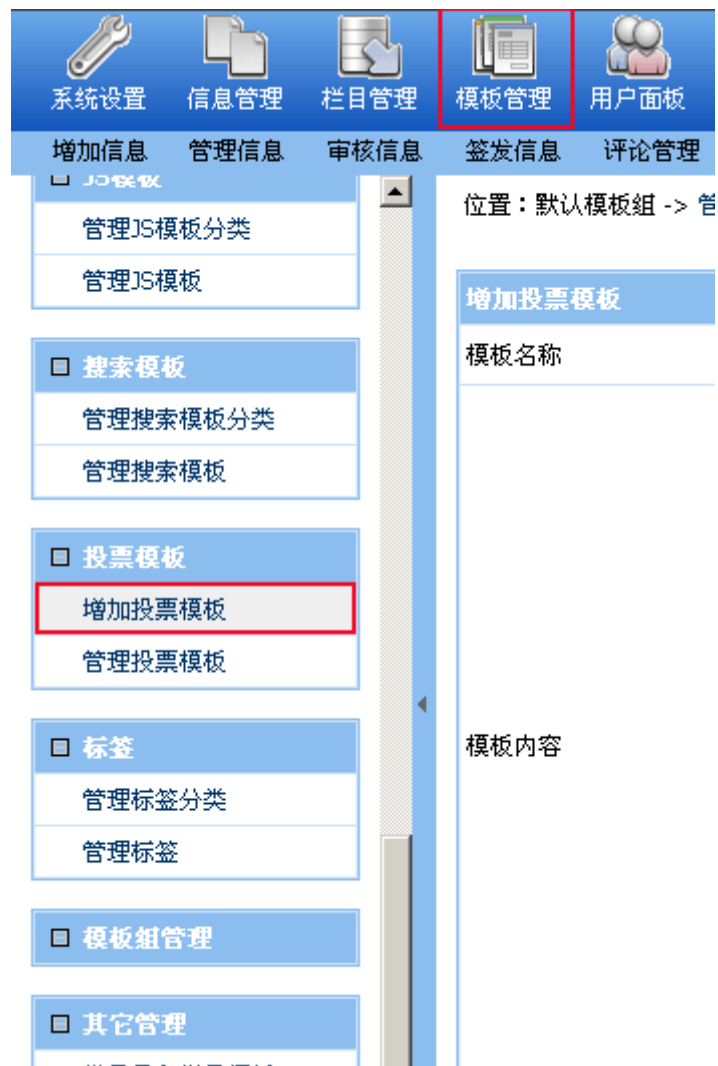 系统设置 信息管理 栏目管理 模板管理 用户面板
增加信息 管理信息 审核信息 签发信息 评论管理
JS模板
管理JS模板分类
管理JS模板
搜索模板
管理搜索模板分类
管理搜索模板
投票模板
增加投票模板
管理投票模板
标签
管理标签分类
管理标签
模板组管理
其它管理
位置：默认模板组 -> 管
增加投票模板
模板名称
模板内容